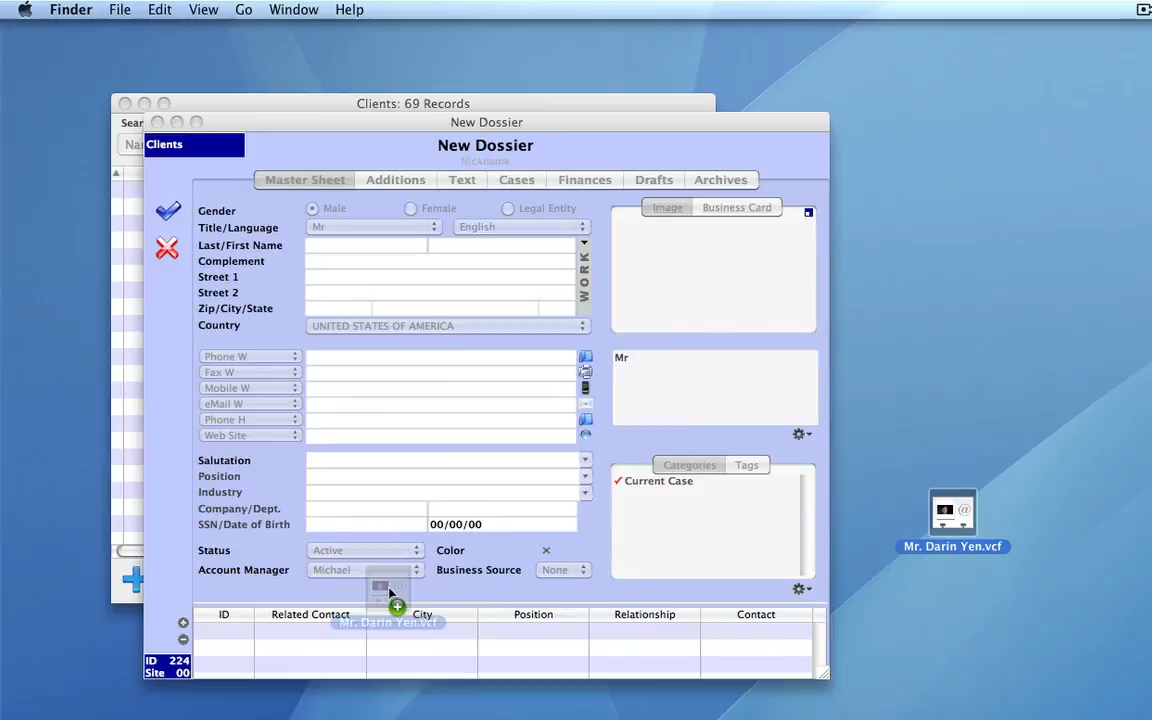 Finder File Edit View Go Window Help
Clients: 69 Records
Sear
Na
New Dossier
Clients
New Dossier
Nickname
Master Sheet Additions Text Cases Finances Drafts Archives
Gender Male Female Legal Entity
Title/Language Mr English
Last/First Name
Complement
Street 1
Street 2
Zip/City/State
Country UNITED STATES OF AMERICA
WORK
Image Business Card
Phone W
Fax W
Mobile W
eMail W
Phone H
Web Site
Mr
Salutation
Position
Industry
Company/Dept.
SSN/Date of Birth 00/00/00
Categories Tags
✓ Current Case
Status Active Color ×
Account Manager Michael Business Source None
Mr. Darin Yen.vcf
ID Related Contact City Position Relationship Contact
Mr. Darin Yen.vcf
ID 224
Site 00